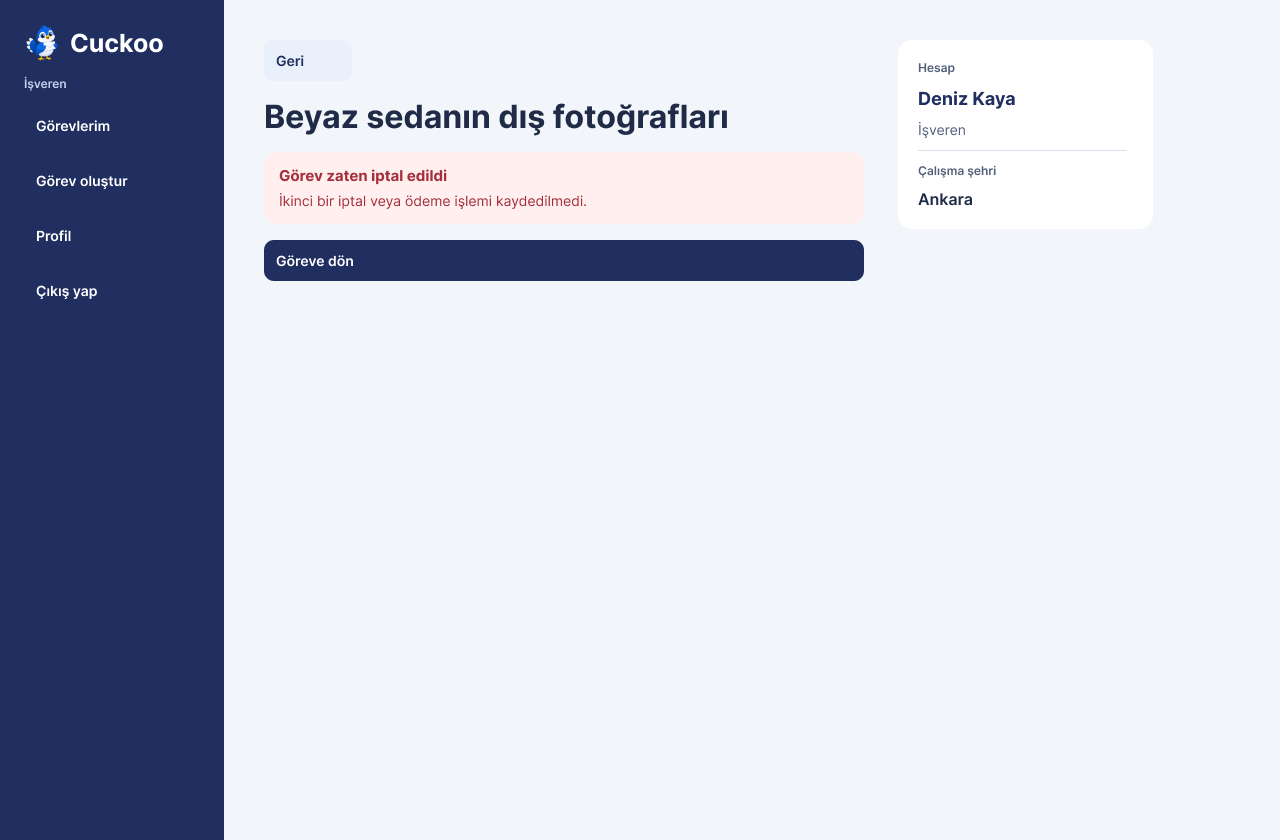 Cuckoo
İşveren
Görevlerim
Görev oluştur
Profil
Çıkış yap
Geri
Beyaz sedanın dış fotoğrafları
Görev zaten iptal edildi
İkinci bir iptal veya ödeme işlemi kaydedilmedi.
Göreve dön
Hesap
Deniz Kaya
İşveren
Çalışma şehri
Ankara